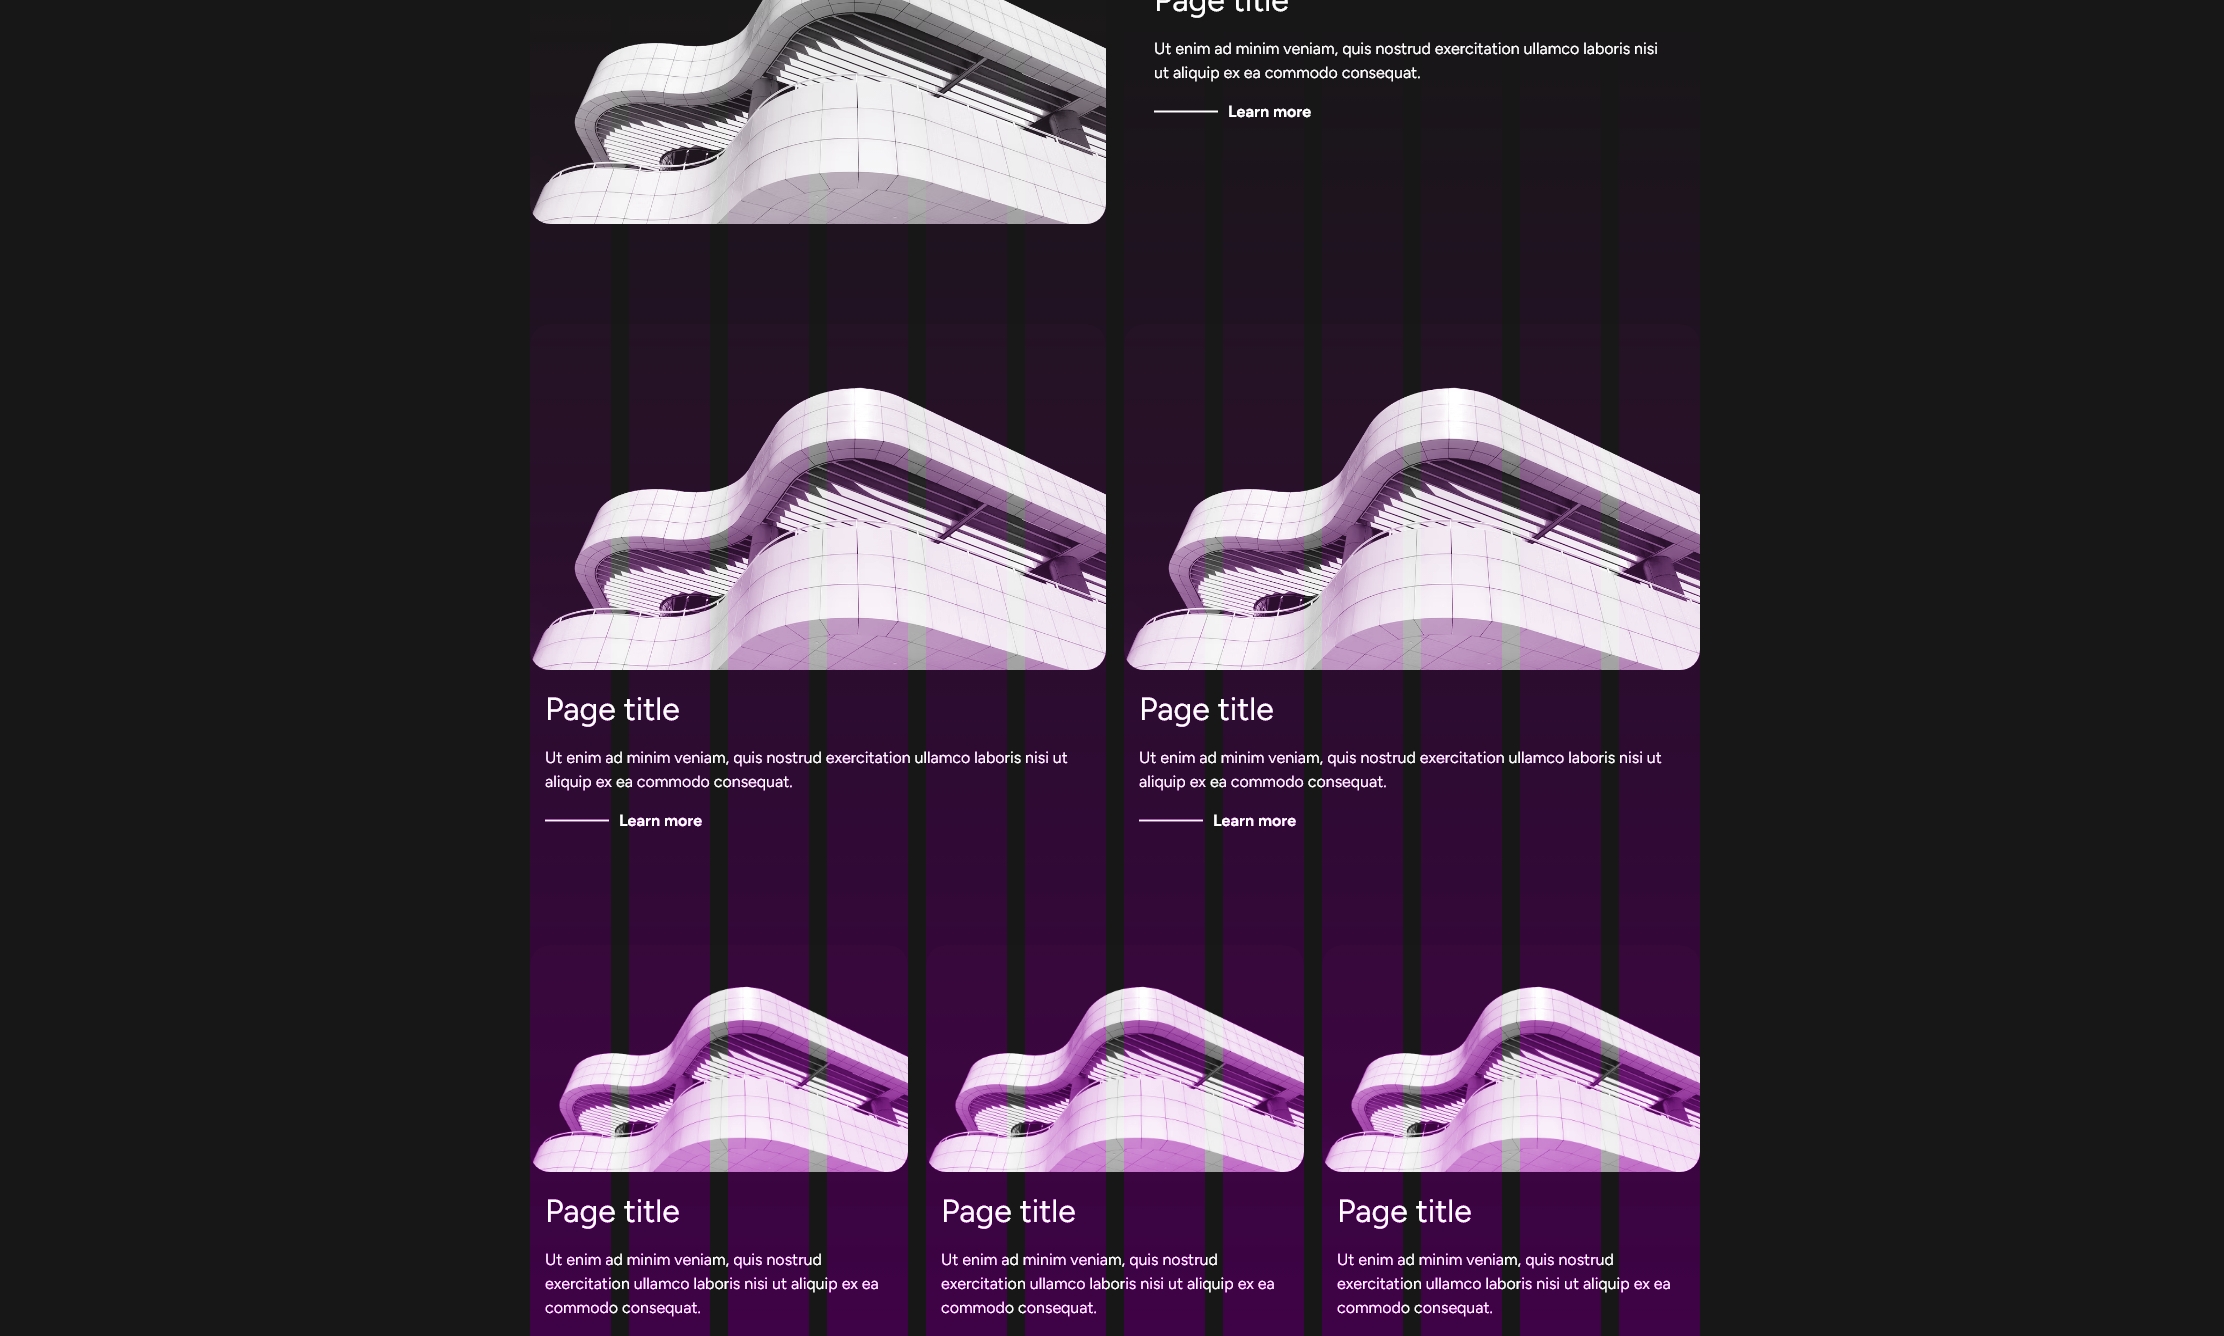 Page title
Ut enim ad minim veniam, quis nostrud exercitation ullamco laboris nisi
ut aliquip ex ea commodo consequat.
Learn more
Page title
Ut enim ad minim veniam, quis nostrud exercitation ullamco laboris nisi ut
aliquip ex ea commodo consequat.
Learn more
Page title
Ut enim ad minim veniam, quis nostrud exercitation ullamco laboris nisi ut
aliquip ex ea commodo consequat.
Learn more
Page title
Ut enim ad minim veniam, quis nostrud
exercitation ullamco laboris nisi ut aliquip ex ea
commodo consequat.
Page title
Ut enim ad minim veniam, quis nostrud
exercitation ullamco laboris nisi ut aliquip ex ea
commodo consequat.
Page title
Ut enim ad minim veniam, quis nostrud
exercitation ullamco laboris nisi ut aliquip ex ea
commodo consequat.